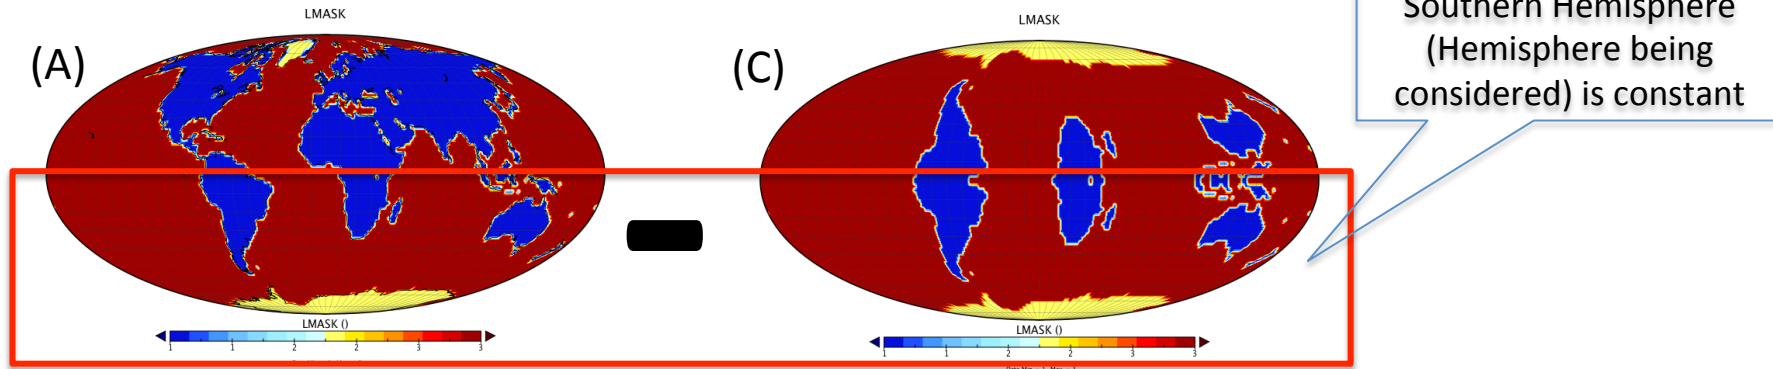 LMASK
(A)
LMASK ()
1 1 2 2 3 3
LMASK
(C)
LMASK ()
1 1 2 2 3 3
Southern Hemisphere
(Hemisphere being
considered) is constant